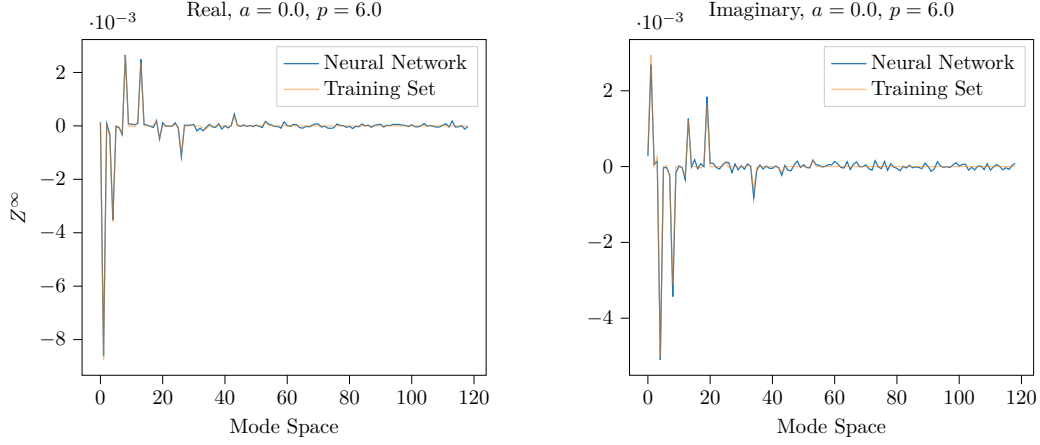 Real, a = 0.0, p = 6.0
·10⁻³
Neural Network
Training Set
2
0
−2
−4
−6
−8
Z∞
0 20 40 60 80 100 120
Mode Space
Imaginary, a = 0.0, p = 6.0
·10⁻³
Neural Network
Training Set
2
0
−2
−4
0 20 40 60 80 100 120
Mode Space